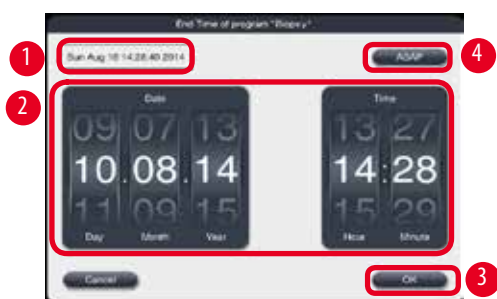 End Time of program "Biopsy"
1
Sun Aug 10 14:28:40 2014
ASAP
4
2
Date
Time
09 07 13
13 27
10.08.14
14:28
11 09 15
15 29
Day Month Year
Hour Minute
Cancel
OK
3